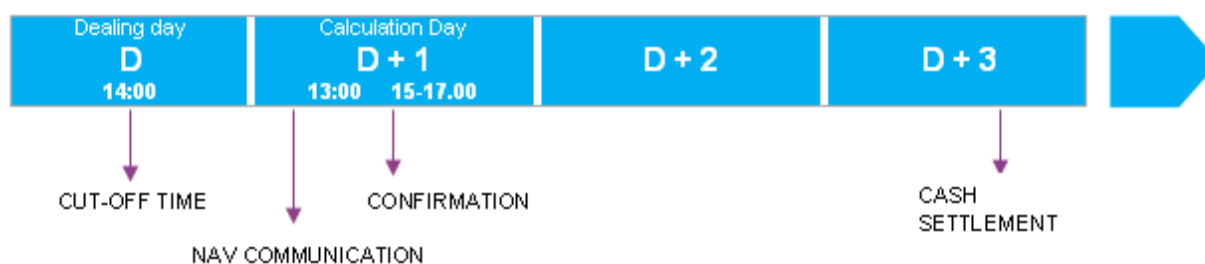 Dealing day
D
14:00
Calculation Day
D + 1
13:00 15-17.00
D + 2
D + 3
CUT-OFF TIME
NAV COMMUNICATION
CONFIRMATION
CASH
SETTLEMENT